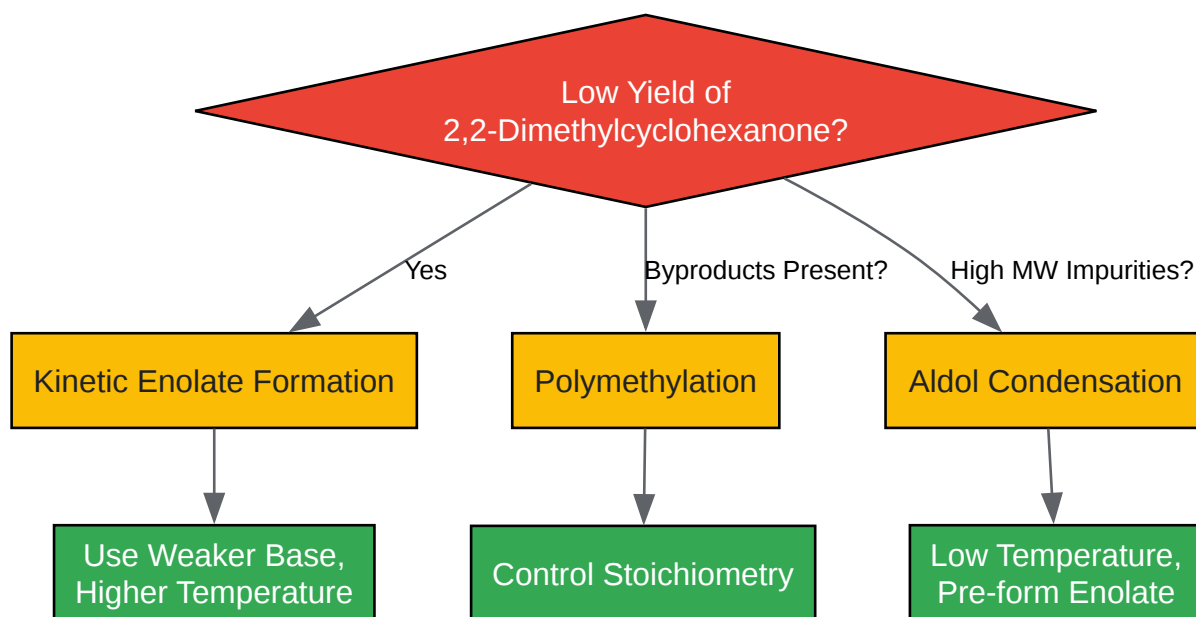 Low Yield of
2,2-Dimethylcyclohexanone?
Yes
Byproducts Present?
High MW Impurities?
Kinetic Enolate Formation
Polymethylation
Aldol Condensation
Use Weaker Base,
Higher Temperature
Control Stoichiometry
Low Temperature,
Pre-form Enolate